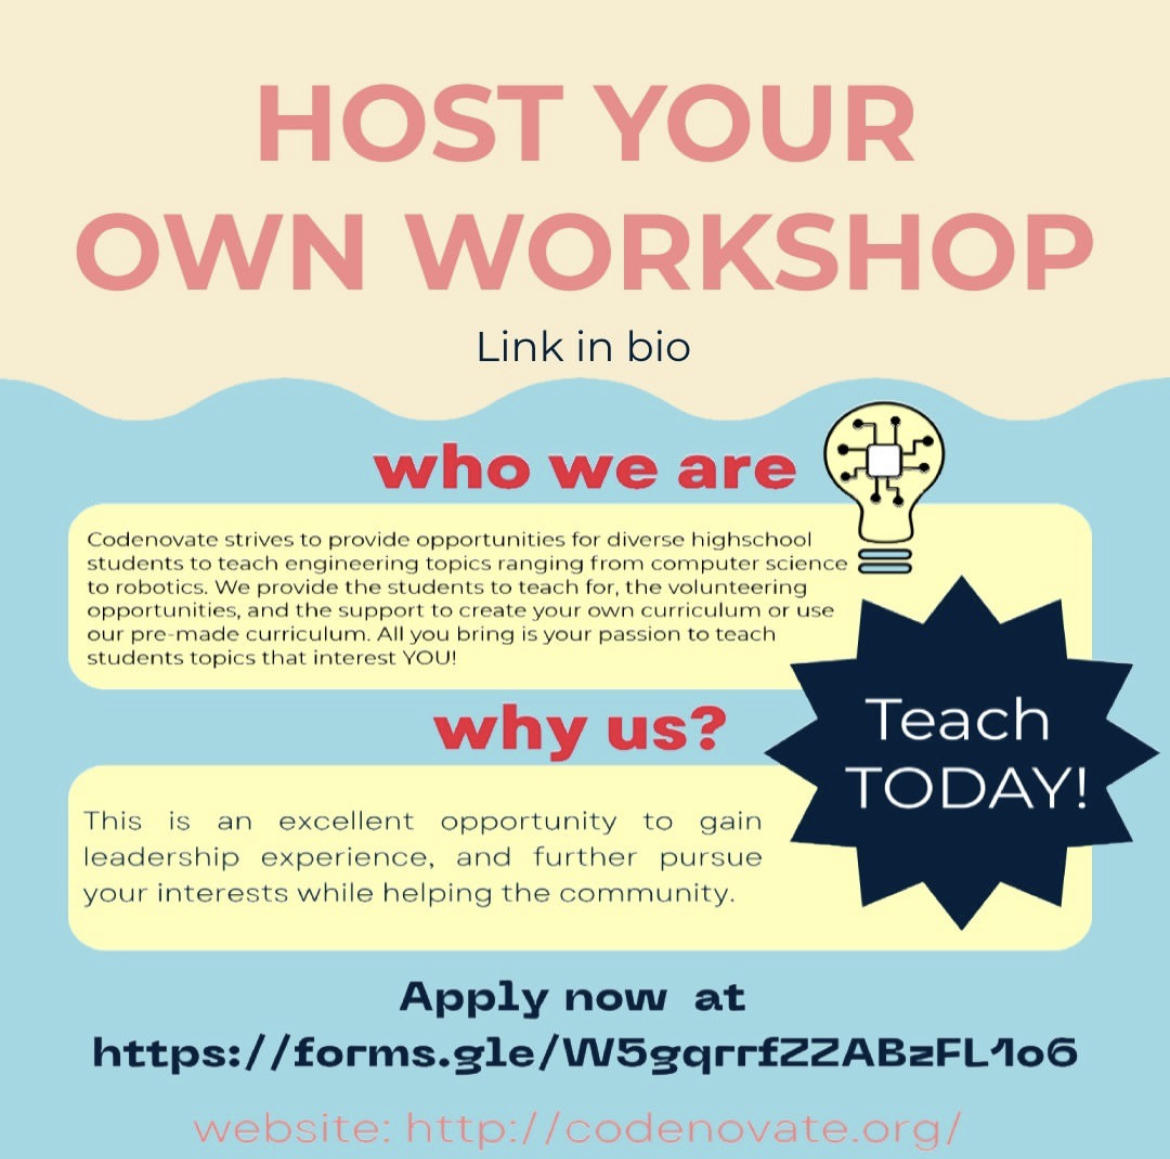 HOST YOUR
OWN WORKSHOP
Link in bio
who we are
Codenovate strives to provide opportunities for diverse highschool
students to teach engineering topics ranging from computer science
to robotics. We provide the students to teach for, the volunteering
opportunities, and the support to create your own curriculum or use
our pre-made curriculum. All you bring is your passion to teach
students topics that interest YOU!
why us?
This is an excellent opportunity to gain
leadership experience, and further pursue
your interests while helping the community.
Teach
TODAY!
Apply now at
https://forms.gle/W5gqrrfZZABzFL1o6
website: http://codenovate.org/